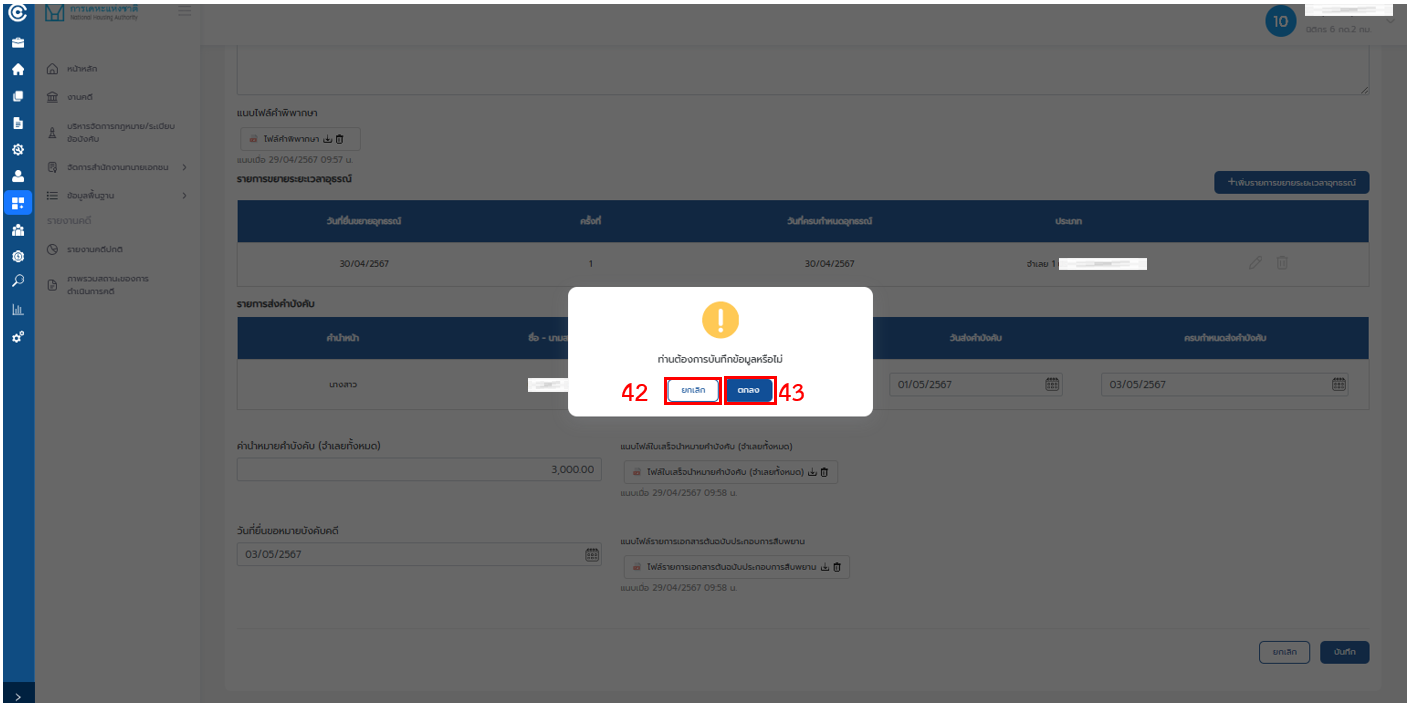 การเคหะแห่งชาติ
National Housing Authority
10
นิติกร 6 กด.2 กม
หน้าหลัก
งานคดี
บริหารจัดการกฎหมาย/ระเบียบ
ข้อบังคับ
จัดการสำนักงานทนายเอกชน
ข้อมูลพื้นฐาน
รายงานคดี
รายงานคดีปกติ
ภาพรวมสถานะของการ
ดำเนินการคดี
แนบไฟล์คำพิพากษา
ไฟล์คำพิพากษา
แนบเมื่อ 29/04/2567 09:57 น.
รายการขยายระยะเวลาอุธรณ์
+เพิ่มรายการขยายระยะเวลาอุทธรณ์
วันที่ยื่นขยายอุทธรณ์ ครั้งที่ วันที่ครบกำหนดอุทธรณ์ ประเภท
30/04/2567 1 30/04/2567 จำเลย 1
รายการส่งคำบังคับ
คำนำหน้า ชื่อ - นามส วันส่งคำบังคับ ครบกำหนดส่งคำบังคับ
นางสาว 01/05/2567 03/05/2567
ท่านต้องการบันทึกข้อมูลหรือไม่
42 ยกเลิก ตกลง 43
ค่านำหมายคำบังคับ (จำเลยทั้งหมด)
3,000.00
แนบไฟล์ใบเสร็จนำหมายคำบังคับ (จำเลยทั้งหมด)
ไฟล์ใบเสร็จนำหมายคำบังคับ (จำเลยทั้งหมด)
แนบเมื่อ 29/04/2567 09:58 น.
วันที่ยื่นขอหมายบังคับคดี
03/05/2567
แนบไฟล์รายการเอกสารต้นฉบับประกอบการสืบพยาน
ไฟล์รายการเอกสารต้นฉบับประกอบการสืบพยาน
แนบเมื่อ 29/04/2567 09:58 น.
ยกเลิก บันทึก